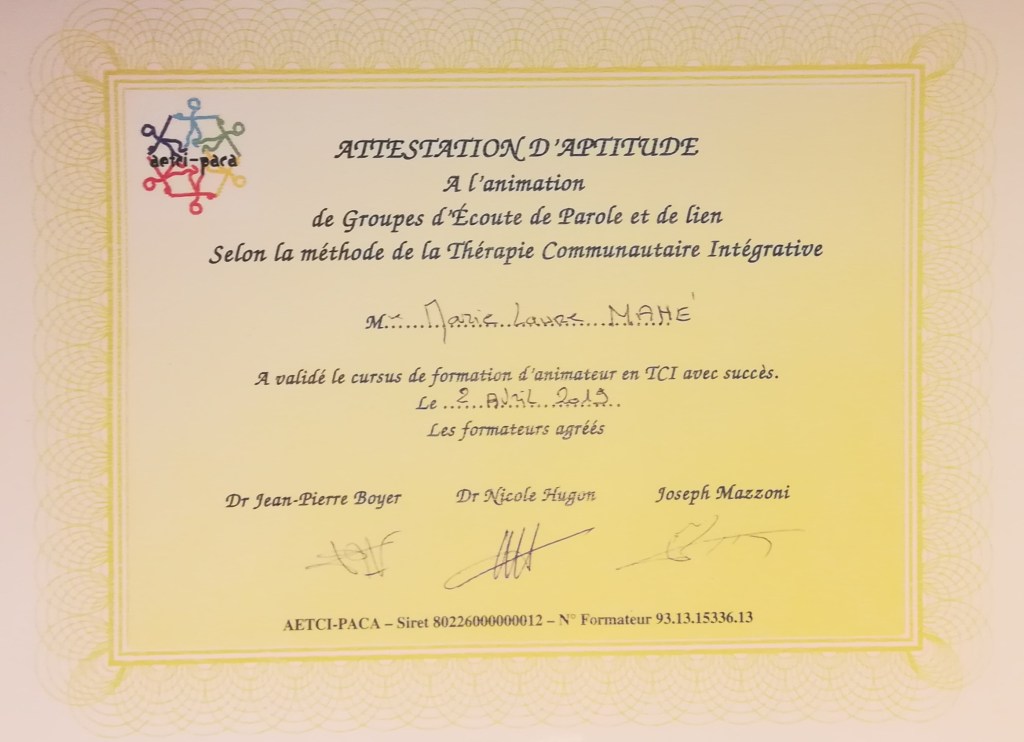 aetci-paca
ATTESTATION D'APTITUDE
A l'animation
de Groupes d'Écoute de Parole et de lien
Selon la méthode de la Thérapie Communautaire Intégrative
Me Marie Laure MAHE'
A validé le cursus de formation d'animateur en TCI avec succès.
Le 2 AVRIL 2019
Les formateurs agréés
Dr Jean-Pierre Boyer Dr Nicole Hugon Joseph Mazzoni
AETCI-PACA – Siret 80226000000012 – N° Formateur 93.13.15336.13